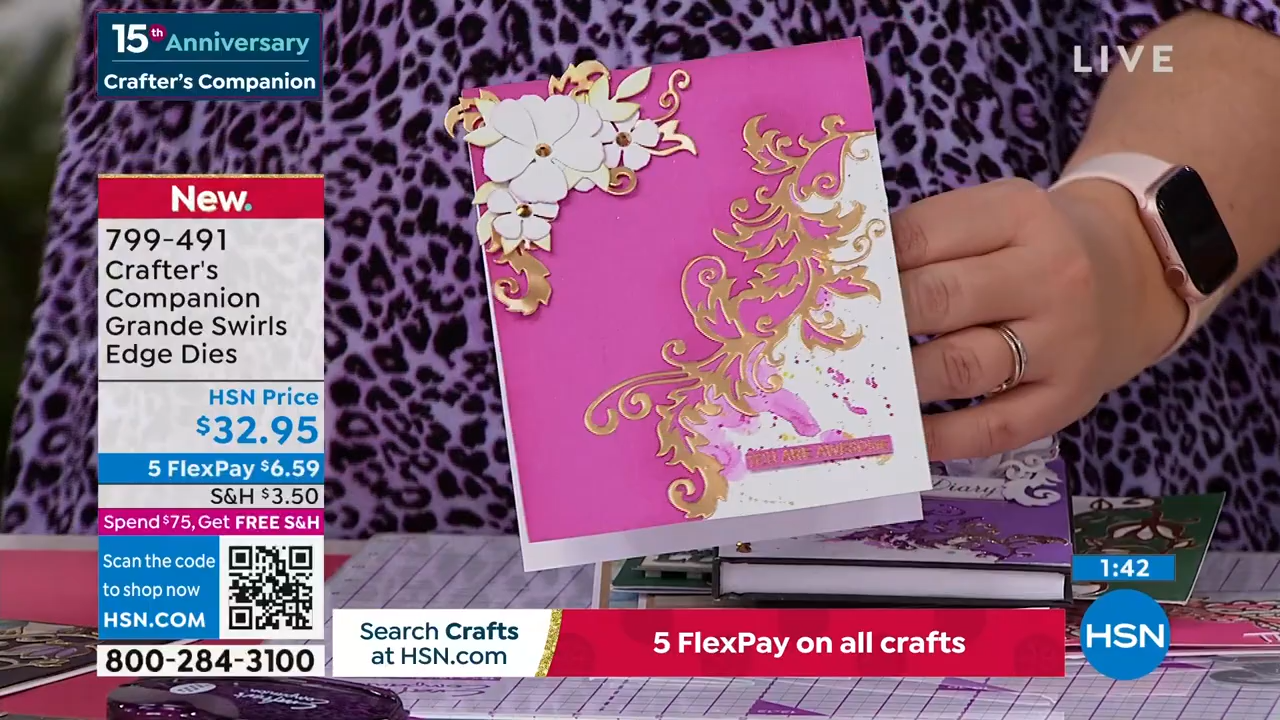 15th Anniversary
Crafter's Companion
LIVE
New.
799-491
Crafter's
Companion
Grande Swirls
Edge Dies
HSN Price
$32.95
5 FlexPay $6.59
S&H $3.50
Spend $75, Get FREE S&H
Scan the code
to shop now
HSN.COM
800-284-3100
YOU ARE AWESOME
Diary
1:42
HSN
Search Crafts
at HSN.com
5 FlexPay on all crafts
Crafter's
Companion